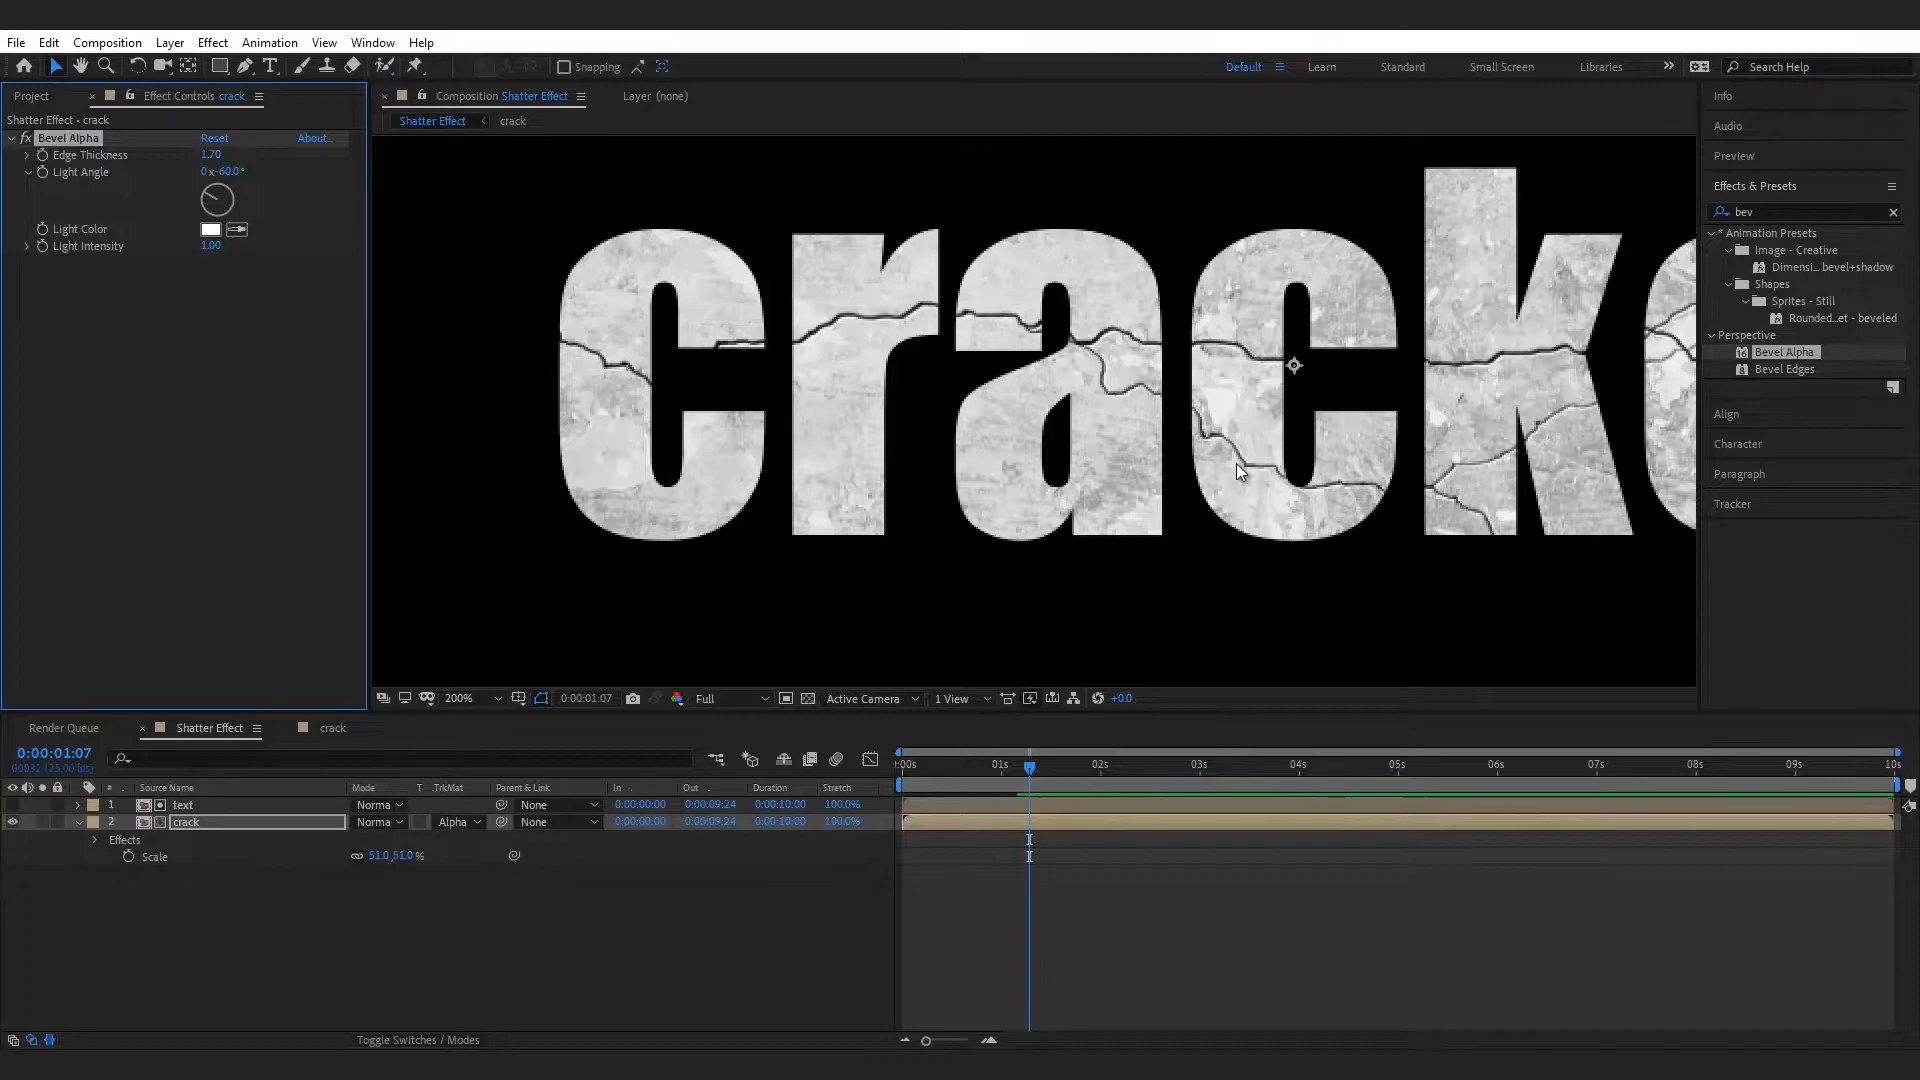 File Edit Composition Layer Effect Animation View Window Help
Snapping Default Learn Standard Small Screen Libraries Search Help
Project Effect Controls crack Composition Shatter Effect Layer (none) Info
Shatter Effect - crack Shatter Effect crack
Audio
fx Bevel Alpha Reset About...
Edge Thickness 1.70 Preview
Light Angle 0 x-60.0°
Effects & Presets
bev
Light Color
Light Intensity 1.00
* Animation Presets
Image - Creative
Dimensi... bevel+shadow
Shapes
Sprites - Still
Rounded...et - beveled
Perspective
16 Bevel Alpha
8 Bevel Edges
cracke
Align
Character
Paragraph
Tracker
200% 0:00:01:07 Full Active Camera 1 View +0.0
Render Queue Shatter Effect crack
0:00:01:07
00032 (25.00 fps)
:00s 01s 02s 03s 04s 05s 06s 07s 08s 09s 10s
# Source Name Mode T .TrkMat Parent & Link In Out Duration Stretch
1 text Norma None 0:00:00:00 0:00:09:24 0:00:10:00 100.0%
2 crack Norma Alpha None 0:00:00:00 0:00:09:24 0:00:10:00 100.0%
Effects
Scale 51.0,51.0 %
Toggle Switches / Modes